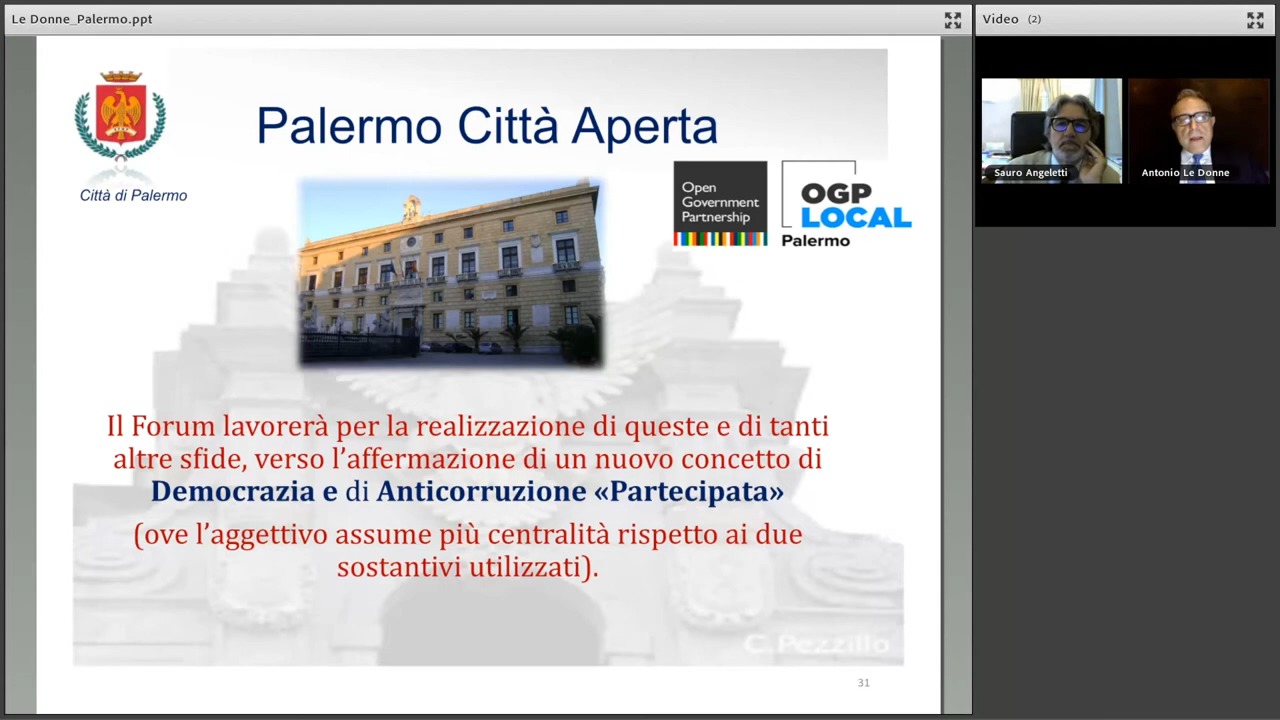 Le Donne_Palermo.ppt
Video (2)
Palermo Città Aperta
Città di Palermo
Open
Government
Partnership
OGP
LOCAL
Palermo
Sauro Angeletti
Antonio Le Donne
Il Forum lavorerà per la realizzazione di queste e di tanti
altre sfide, verso l’affermazione di un nuovo concetto di
Democrazia e di Anticorruzione «Partecipata»
(ove l’aggettivo assume più centralità rispetto ai due
sostantivi utilizzati).
C. Pezzillo
31